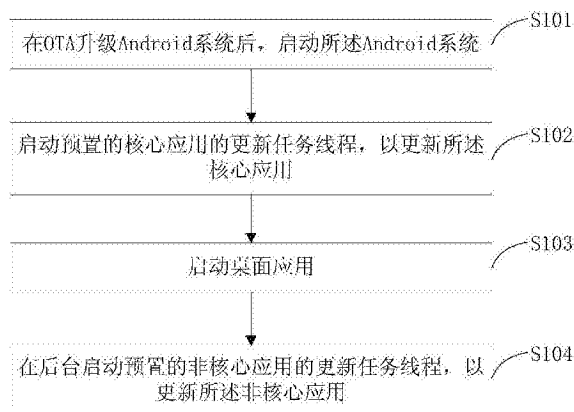 S101
在OTA升级Android系统后，启动所述Android系统
S102
启动预置的核心应用的更新任务线程，以更新所述
核心应用
S103
启动桌面应用
S104
在后台启动预置的非核心应用的更新任务线程，以
更新所述非核心应用